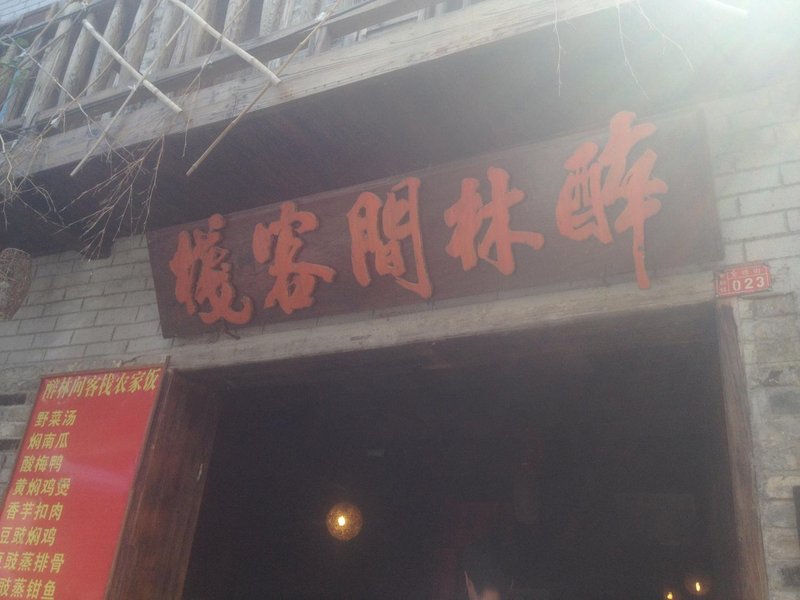 醉林間客棧
023
醉林间客栈农家饭
野菜汤
焖南瓜
酸梅鸭
黄焖鸡煲
香芋扣肉
豆豉焖鸡
豆豉蒸排骨
豉蒸钳鱼